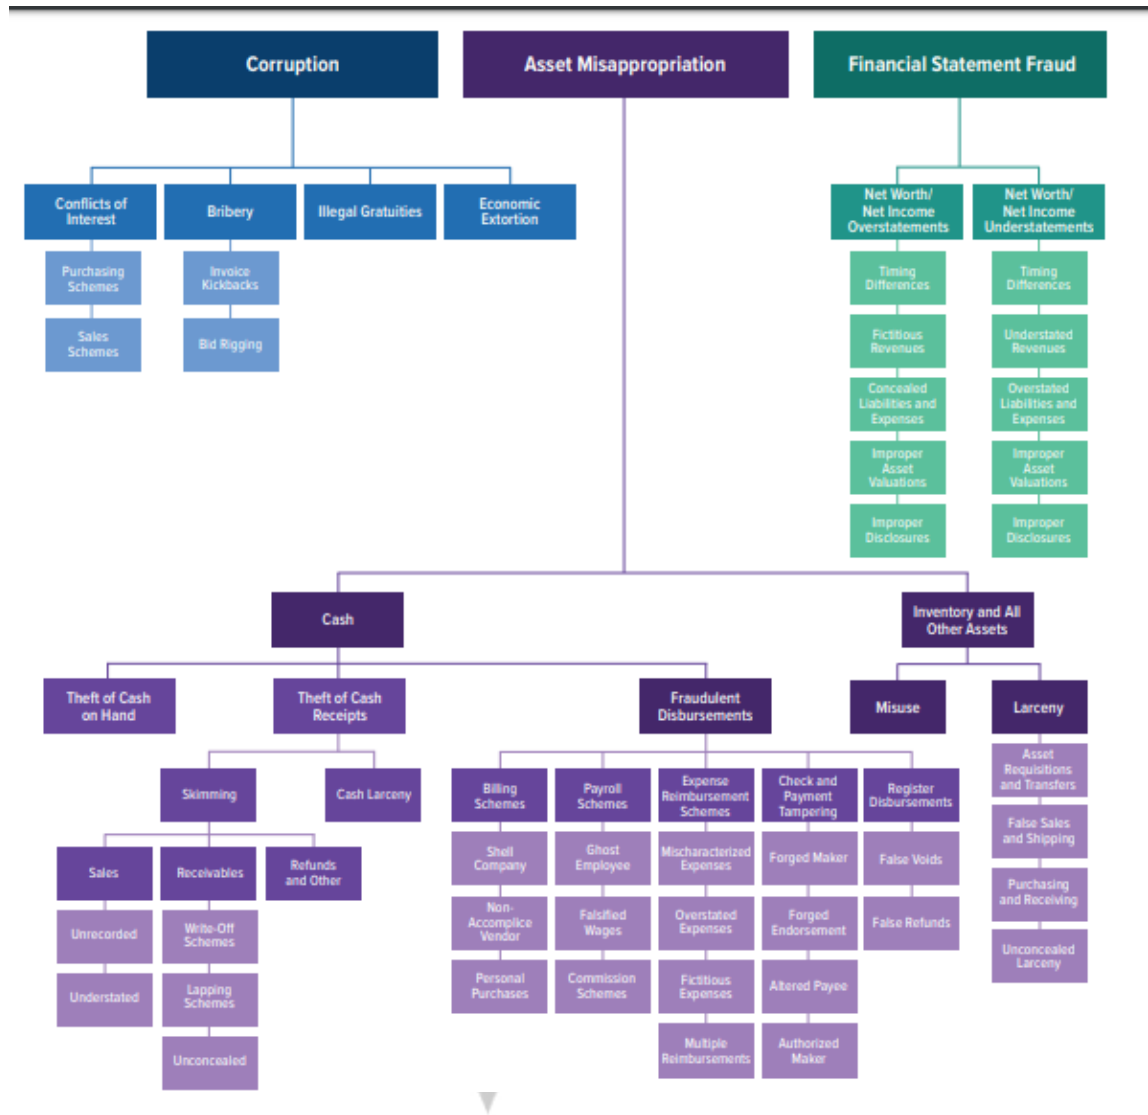 Corruption
Asset Misappropriation
Financial Statement Fraud
Conflicts of
Interest
Bribery
Illegal Gratuities
Economic
Extortion
Purchasing
Schemes
Sales
Schemes
Invoice
Kickbacks
Bid Rigging
Net Worth/
Net Income
Overstatements
Net Worth/
Net Income
Understatements
Timing
Differences
Fictitious
Revenues
Concealed
Liabilities and
Expenses
Improper
Asset
Valuations
Improper
Disclosures
Timing
Differences
Understated
Revenues
Overstated
Liabilities and
Expenses
Improper
Asset
Valuations
Improper
Disclosures
Cash
Inventory and All
Other Assets
Theft of Cash
on Hand
Theft of Cash
Receipts
Fraudulent
Disbursements
Misuse
Larceny
Skimming
Cash Larceny
Sales
Receivables
Refunds
and Other
Unrecorded
Understated
Write-Off
Schemes
Lapping
Schemes
Unconcealed
Billing
Schemes
Shell
Company
Non-
Accomplice
Vendor
Personal
Purchases
Payroll
Schemes
Ghost
Employee
Falsified
Wages
Commission
Schemes
Expense
Reimbursement
Schemes
Mischaracterized
Expenses
Overstated
Expenses
Fictitious
Expenses
Multiple
Reimbursements
Check and
Payment
Tampering
Forged Maker
Forged
Endorsement
Altered Payee
Authorized
Maker
Register
Disbursements
False Voids
False Refunds
Asset
Requisitions
and Transfers
False Sales
and Shipping
Purchasing
and Receiving
Unconcealed
Larceny